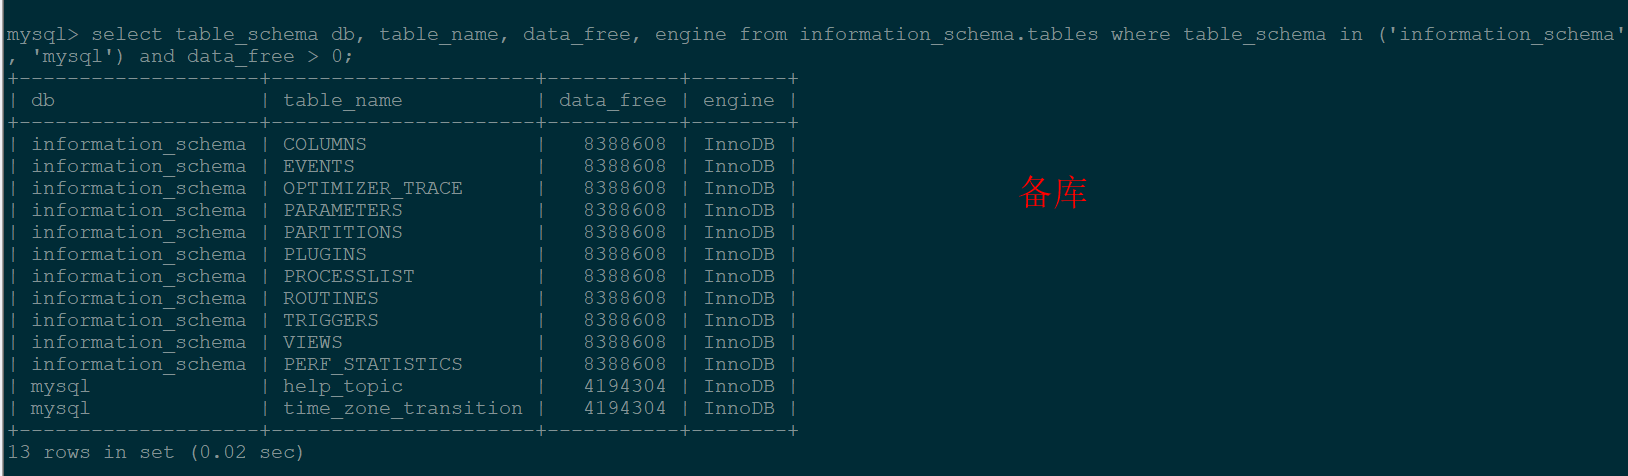 mysql> select table_schema db, table_name, data_free, engine from information_schema.tables where table_schema in ('information_schema'
, 'mysql') and data_free > 0;
+--------------------+----------------------+-----------+--------+
| db                 | table_name           | data_free | engine |
+--------------------+----------------------+-----------+--------+
| information_schema | COLUMNS              |   8388608 | InnoDB |
| information_schema | EVENTS               |   8388608 | InnoDB |
| information_schema | OPTIMIZER_TRACE      |   8388608 | InnoDB |
| information_schema | PARAMETERS           |   8388608 | InnoDB |
| information_schema | PARTITIONS           |   8388608 | InnoDB |
| information_schema | PLUGINS              |   8388608 | InnoDB |
| information_schema | PROCESSLIST          |   8388608 | InnoDB |
| information_schema | ROUTINES             |   8388608 | InnoDB |
| information_schema | TRIGGERS             |   8388608 | InnoDB |
| information_schema | VIEWS                |   8388608 | InnoDB |
| information_schema | PERF_STATISTICS      |   8388608 | InnoDB |
| mysql              | help_topic           |   4194304 | InnoDB |
| mysql              | time_zone_transition |   4194304 | InnoDB |
+--------------------+----------------------+-----------+--------+
13 rows in set (0.02 sec)
备库